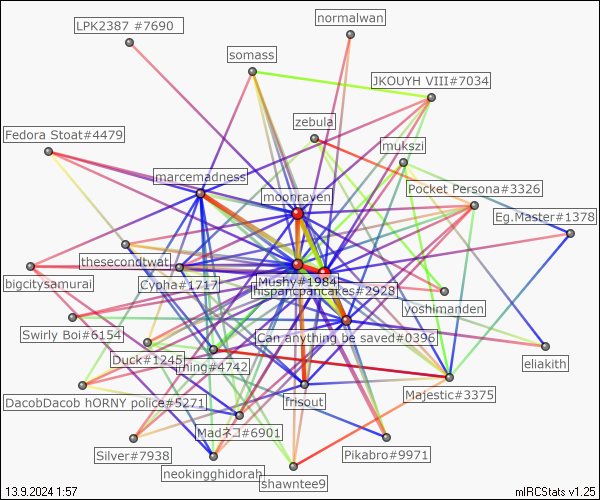 LPK2387 #7690
normalwan
somass
JKOUYH VIII#7034
zebula
Fedora Stoat#4479
mukszi
marcemadness
Pocket Persona#3326
moonraven
Eg.Master#1378
thesecondtwat
bigcitysamurai
Cypha#1717
Mushy#1984
hispancpancakes#2928
yoshimanden
Swirly Boi#6154
Can anything be saved#0396
Duck#1245
Thing#4742
eliakith
DacobDacob hORNY police#5271
frisout
Majestic#3375
Madネコ#6901
Silver#7938
Pikabro#9971
neokingghidorah
shawntee9
13.9.2024 1:57
mIRCStats v1.25